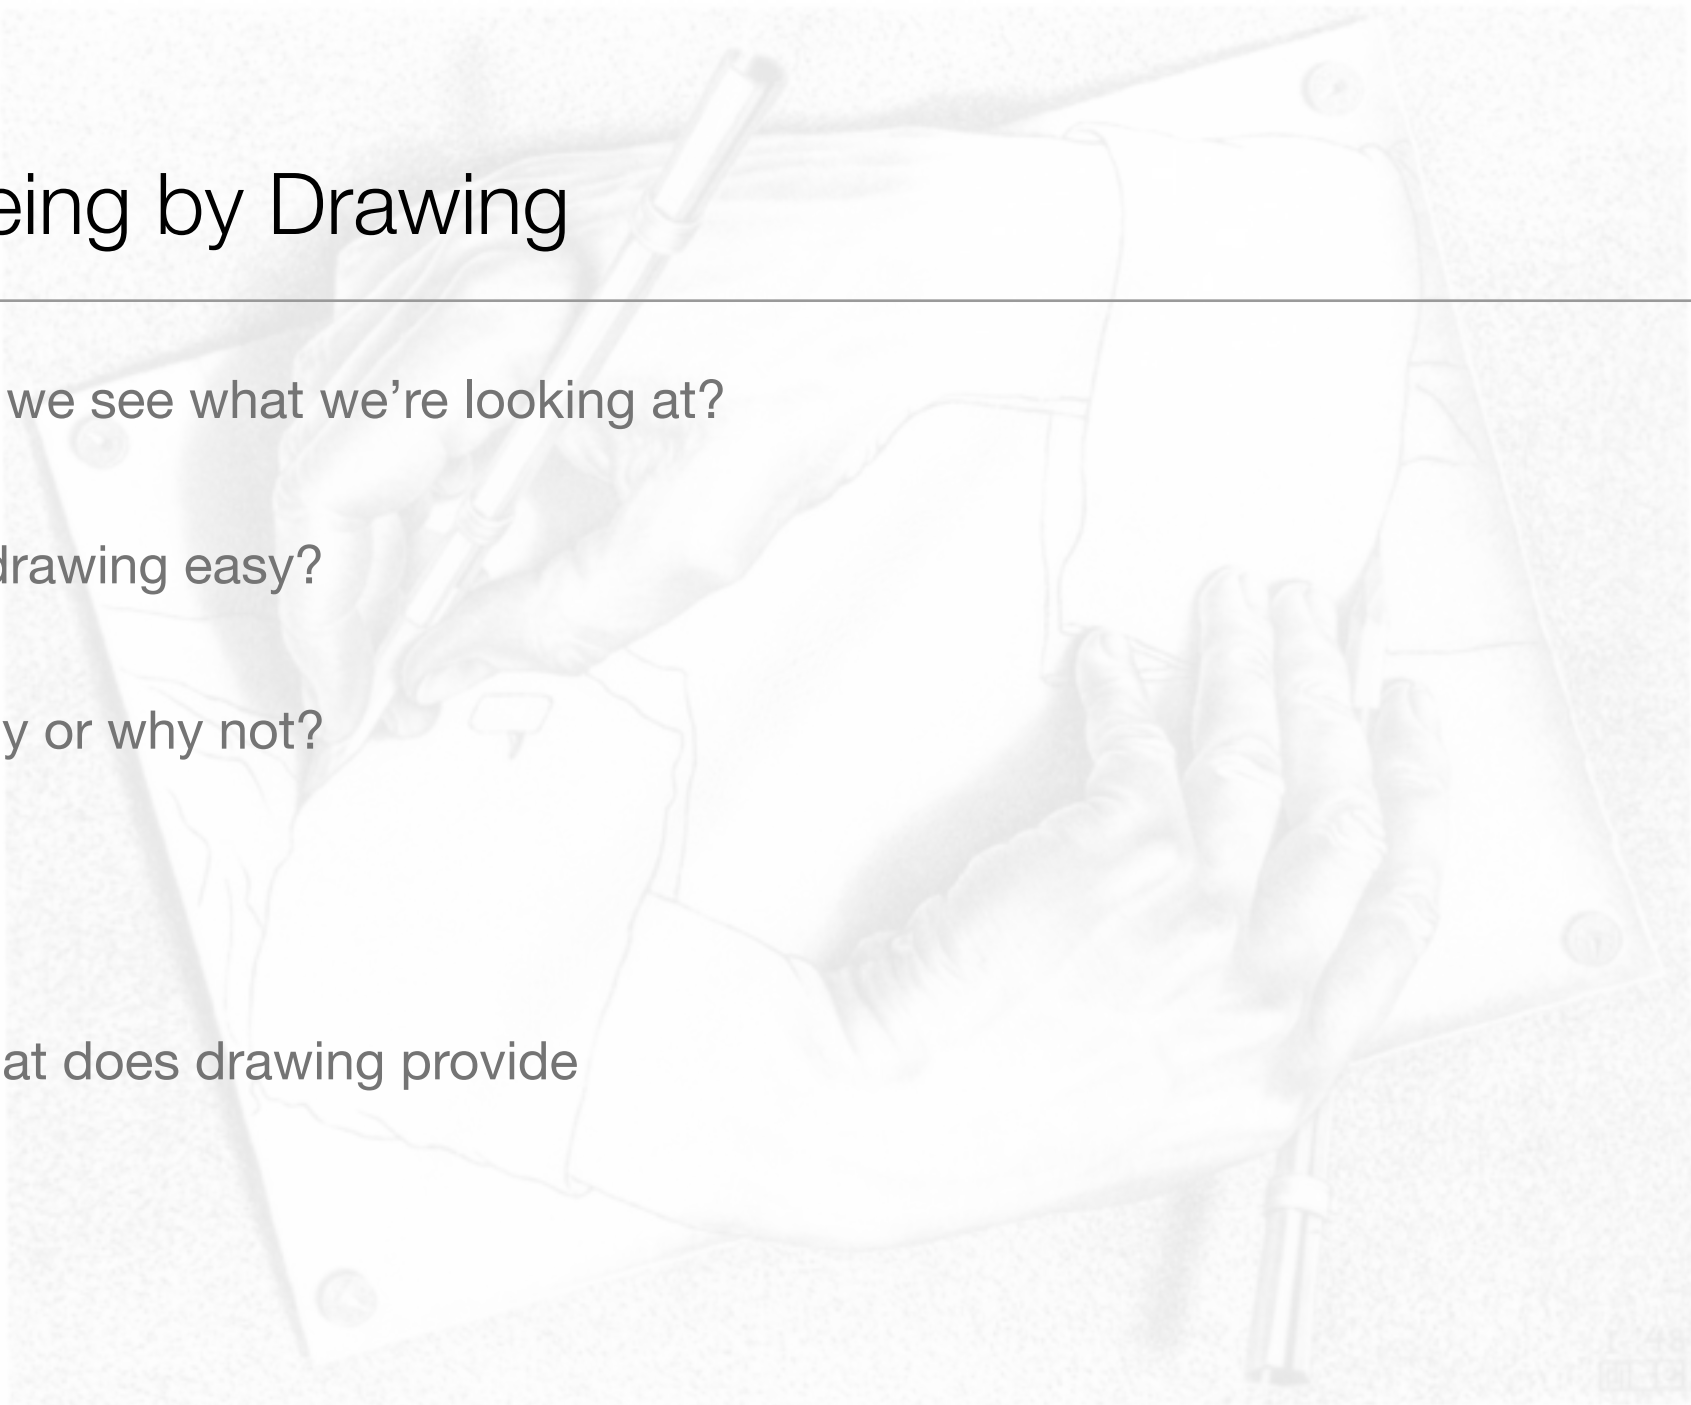 eing by Drawing
we see what we’re looking at?
drawing easy?
y or why not?
at does drawing provide